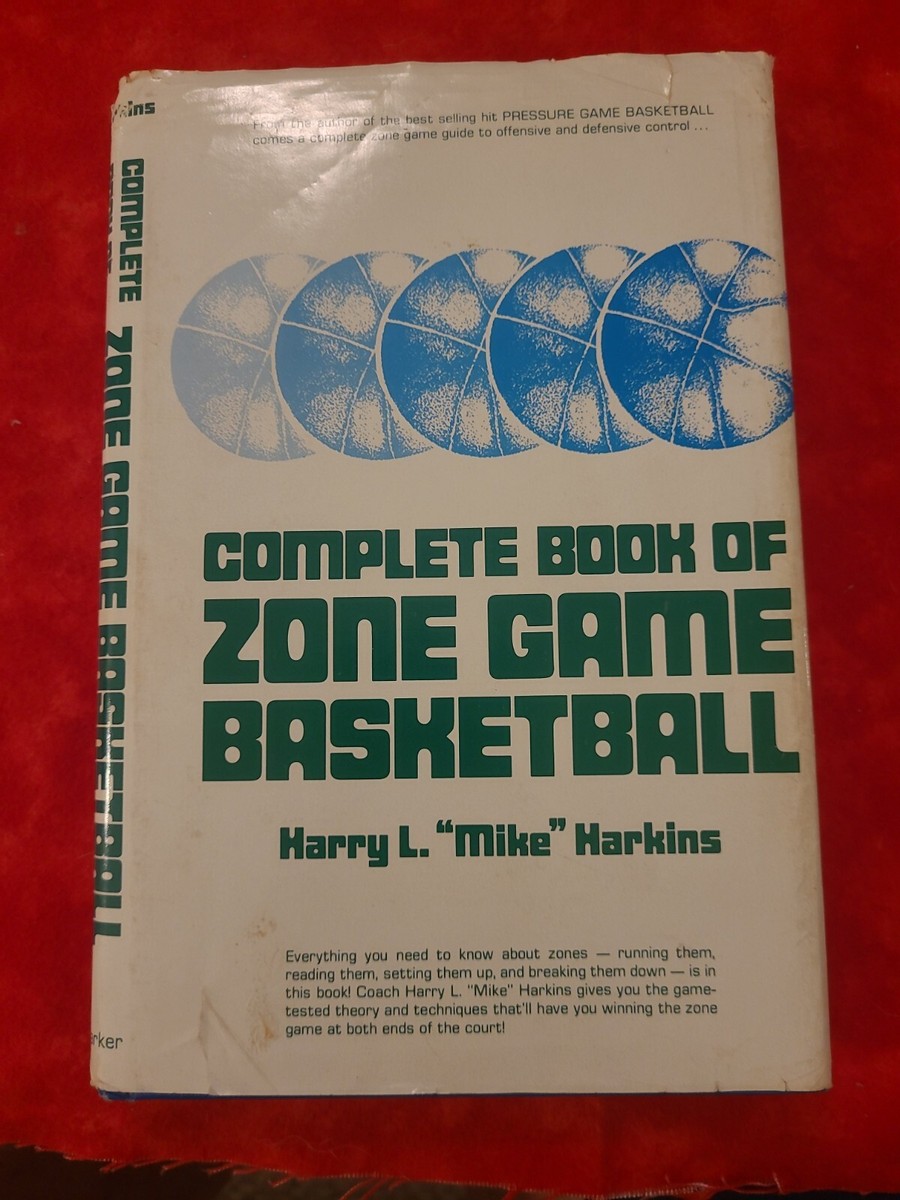 From the author of the best selling hit PRESSURE GAME BASKETBALL
comes a complete zone game guide to offensive and defensive control ...
COMPLETE BOOK OF
ZONE GAME
BASKETBALL
Harry L. “Mike” Harkins
Everything you need to know about zones — running them,
reading them, setting them up, and breaking them down — is in
this book! Coach Harry L. "Mike" Harkins gives you the game-
tested theory and techniques that'll have you winning the zone
game at both ends of the court!
COMPLETE
ZONE GAME BASKETBALL